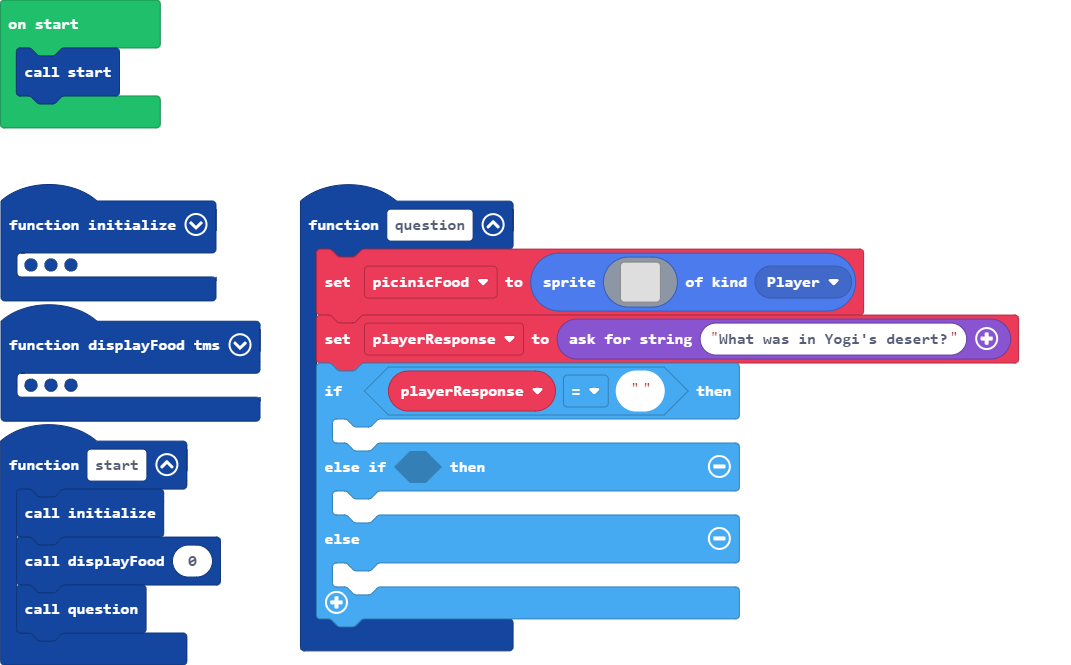 on start
call start
function initialize
function displayFood tms
function start
call initialize
call displayFood 0
call question
function question
set picinicFood to sprite of kind Player
set playerResponse to ask for string "What was in Yogi's desert?"
if playerResponse = " " then
else if then
else